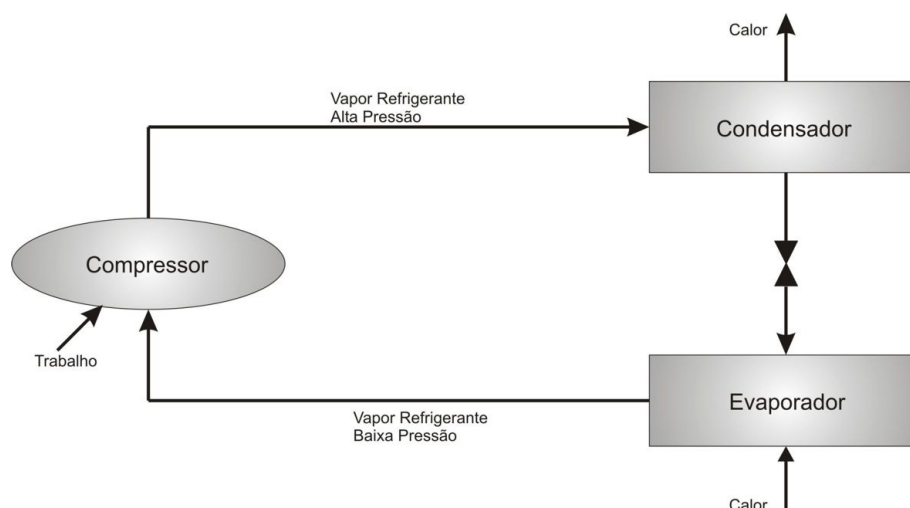 Calor
Vapor Refrigerante
Alta Pressão
Condensador
Compressor
Trabalho
Evaporador
Vapor Refrigerante
Baixa Pressão
Calor